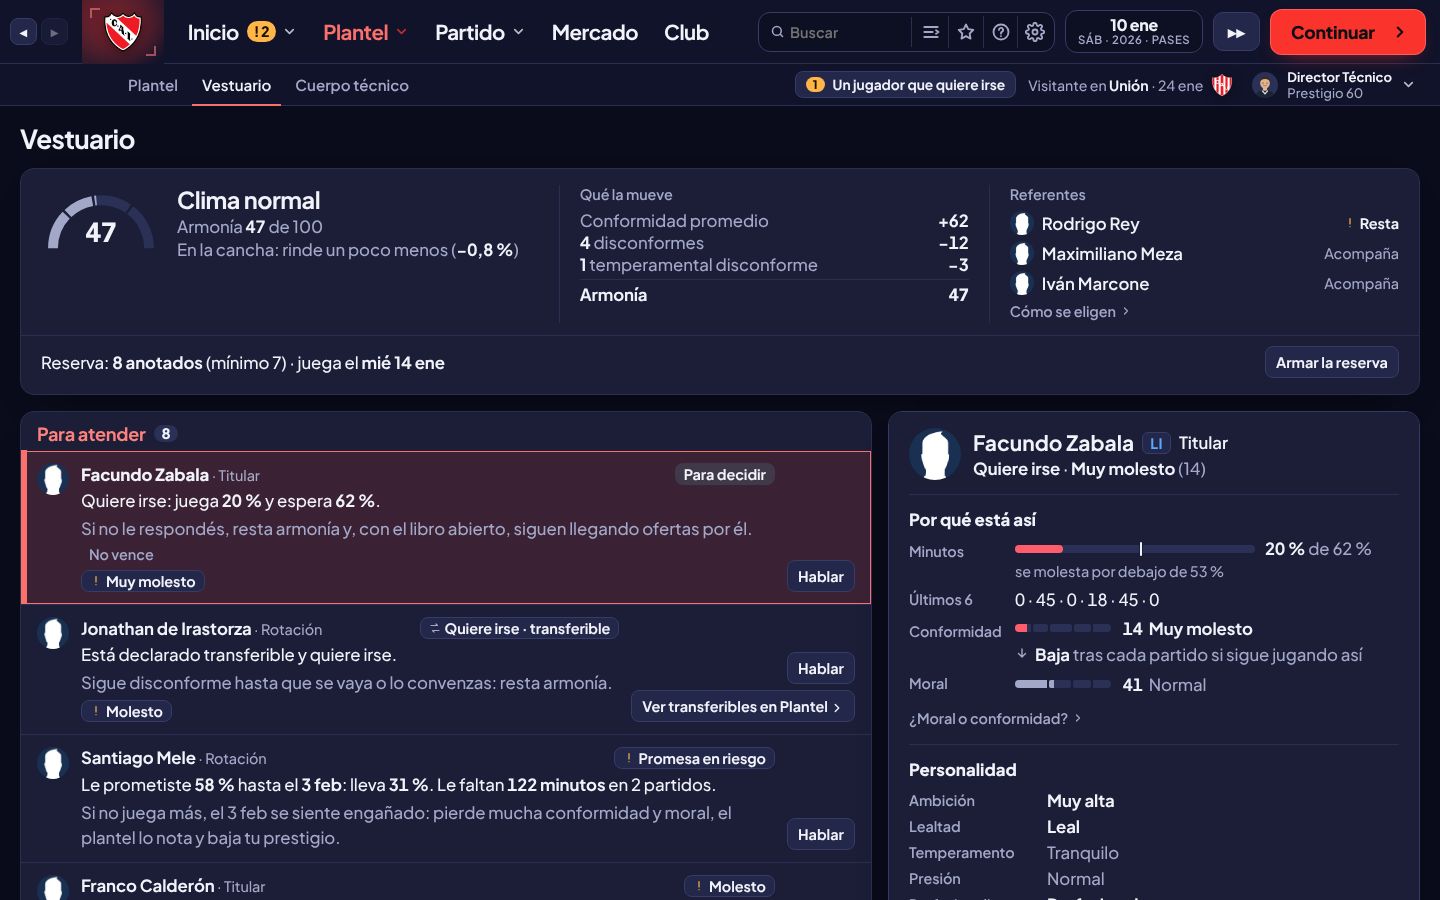 Inicio
! 2
Plantel
Partido
Mercado
Club
Buscar
10 ene
SÁB · 2026 · PASES
Continuar
Plantel
Vestuario
Cuerpo técnico
1 Un jugador que quiere irse
Visitante en Unión · 24 ene
Director Técnico
Prestigio 60
Vestuario
47
Clima normal
Armonía 47 de 100
En la cancha: rinde un poco menos (−0,8 %)
Qué la mueve
Conformidad promedio +62
4 disconformes −12
1 temperamental disconforme −3
Armonía 47
Referentes
Rodrigo Rey ! Resta
Maximiliano Meza Acompaña
Iván Marcone Acompaña
Cómo se eligen ›
Reserva: 8 anotados (mínimo 7) · juega el mié 14 ene
Armar la reserva
Para atender 8
Facundo Zabala · Titular
Para decidir
Quiere irse: juega 20 % y espera 62 %.
Si no le respondés, resta armonía y, con el libro abierto, siguen llegando ofertas por él.
No vence
! Muy molesto
Hablar
Jonathan de Irastorza · Rotación
Quiere irse · transferible
Está declarado transferible y quiere irse.
Sigue disconforme hasta que se vaya o lo convenzas: resta armonía.
! Molesto
Hablar
Ver transferibles en Plantel ›
Santiago Mele · Rotación
! Promesa en riesgo
Le prometiste 58 % hasta el 3 feb: lleva 31 %. Le faltan 122 minutos en 2 partidos.
Si no juega más, el 3 feb se siente engañado: pierde mucha conformidad y moral, el
plantel lo nota y baja tu prestigio.
Hablar
Franco Calderón · Titular
! Molesto
Facundo Zabala LI Titular
Quiere irse · Muy molesto (14)
Por qué está así
Minutos 20 % de 62 %
se molesta por debajo de 53 %
Últimos 6 0 · 45 · 0 · 18 · 45 · 0
Conformidad 14 Muy molesto
↓ Baja tras cada partido si sigue jugando así
Moral 41 Normal
¿Moral o conformidad? ›
Personalidad
Ambición Muy alta
Lealtad Leal
Temperamento Tranquilo
Presión Normal